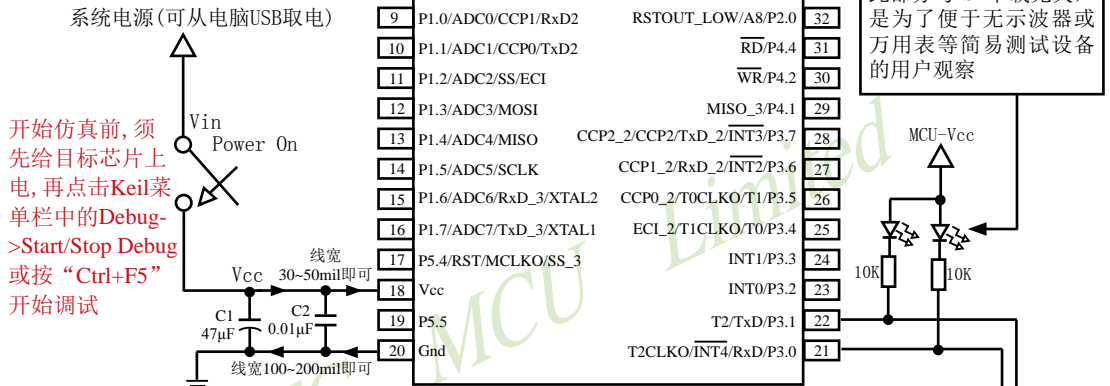 系统电源(可从电脑USB取电)
Vin
Power On
开始仿真前,须
先给目标芯片上
电,再点击Keil菜
单栏中的Debug-
>Start/Stop Debug
或按“Ctrl+F5”
开始调试
Vcc
线宽
30~50mil即可
C1
47μF
C2
0.01μF
线宽100~200mil即可
9 P1.0/ADC0/CCP1/RxD2
10 P1.1/ADC1/CCP0/TxD2
11 P1.2/ADC2/SS/ECI
12 P1.3/ADC3/MOSI
13 P1.4/ADC4/MISO
14 P1.5/ADC5/SCLK
15 P1.6/ADC6/RxD_3/XTAL2
16 P1.7/ADC7/TxD_3/XTAL1
17 P5.4/RST/MCLKO/SS_3
18 Vcc
19 P5.5
20 Gnd
RSTOUT_LOW/A8/P2.0 32
RD/P4.4 31
WR/P4.2 30
MISO_3/P4.1 29
CCP2_2/CCP2/TxD_2/INT3/P3.7 28
CCP1_2/RxD_2/INT2/P3.6 27
CCP0_2/T0CLKO/T1/P3.5 26
ECI_2/T1CLKO/T0/P3.4 25
INT1/P3.3 24
INT0/P3.2 23
T2/TxD/P3.1 22
T2CLKO/INT4/RxD/P3.0 21
MCU Limited
是为了便于无示波器或
万用表等简易测试设备
的用户观察
MCU-Vcc
10K
10K